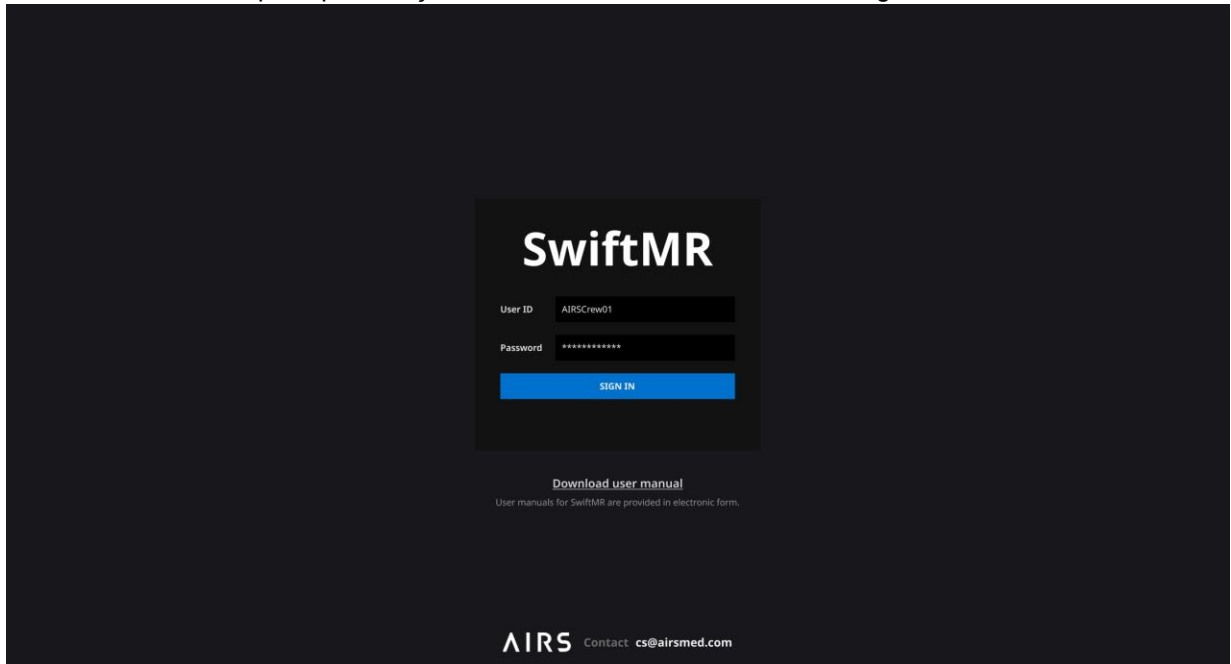 SwiftMR
User ID AIRSCrew01
Password ************
SIGN IN
Download user manual
User manuals for SwiftMR are provided in electronic form.
AIRS Contact cs@airsmed.com